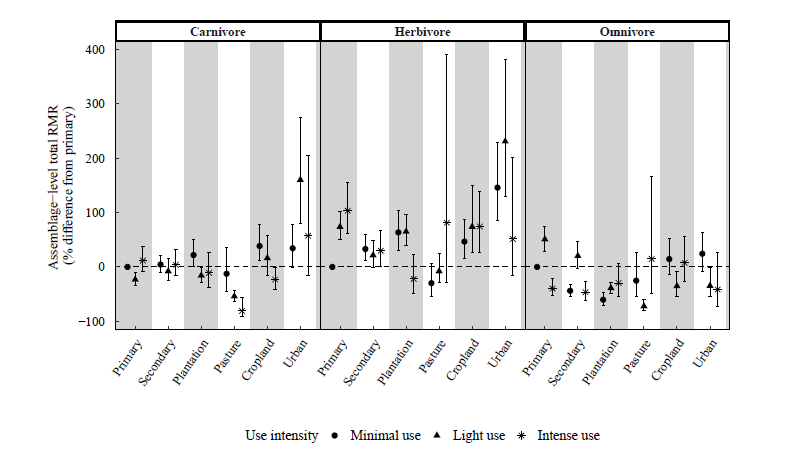 Carnivore Herbivore Omnivore
Assemblage−level total RMR
(% difference from primary)
400
300
200
100
0
−100
Primary Secondary Plantation Pasture Cropland Urban Primary Secondary Plantation Pasture Cropland Urban Primary Secondary Plantation Pasture Cropland Urban
Use intensity Minimal use Light use Intense use